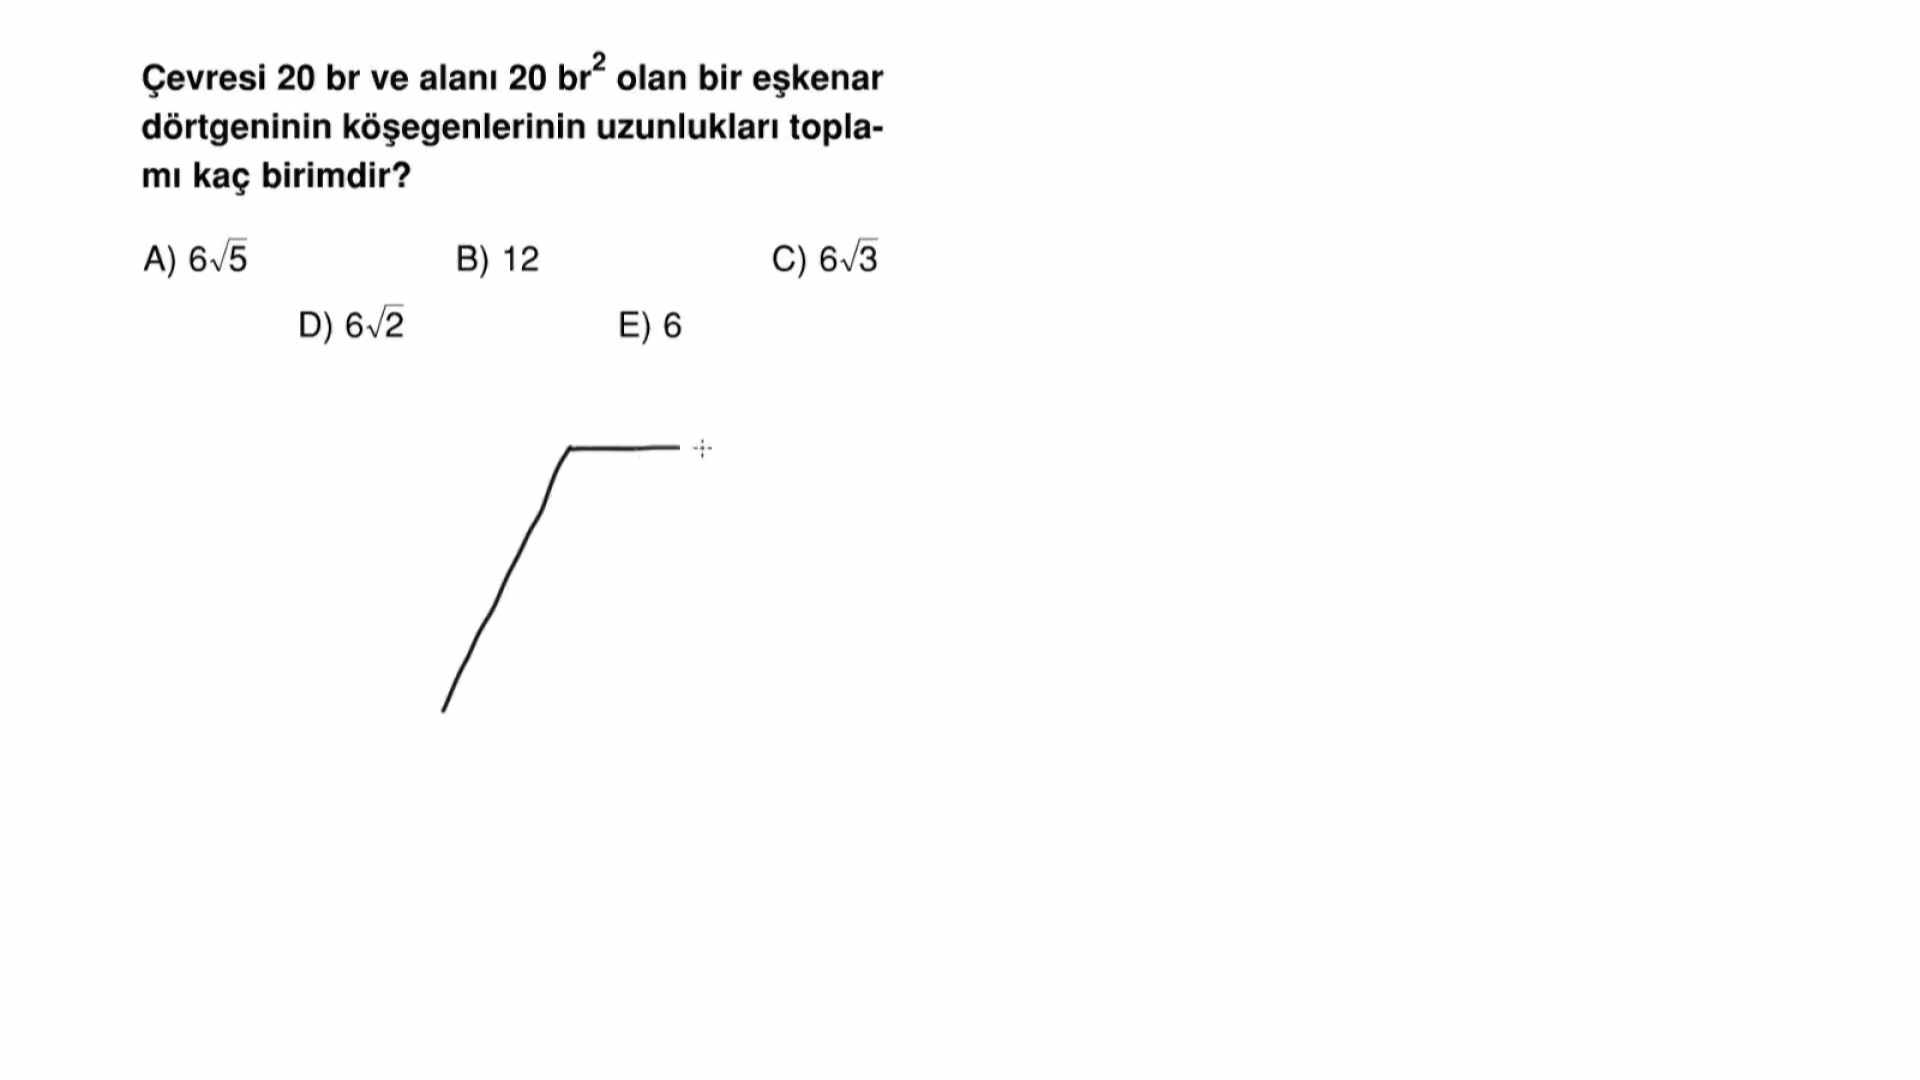 Çevresi 20 br ve alanı 20 br² olan bir eşkenar
dörtgeninin köşegenlerinin uzunlukları topla-
mı kaç birimdir?
A) 6√5 B) 12 C) 6√3
D) 6√2 E) 6